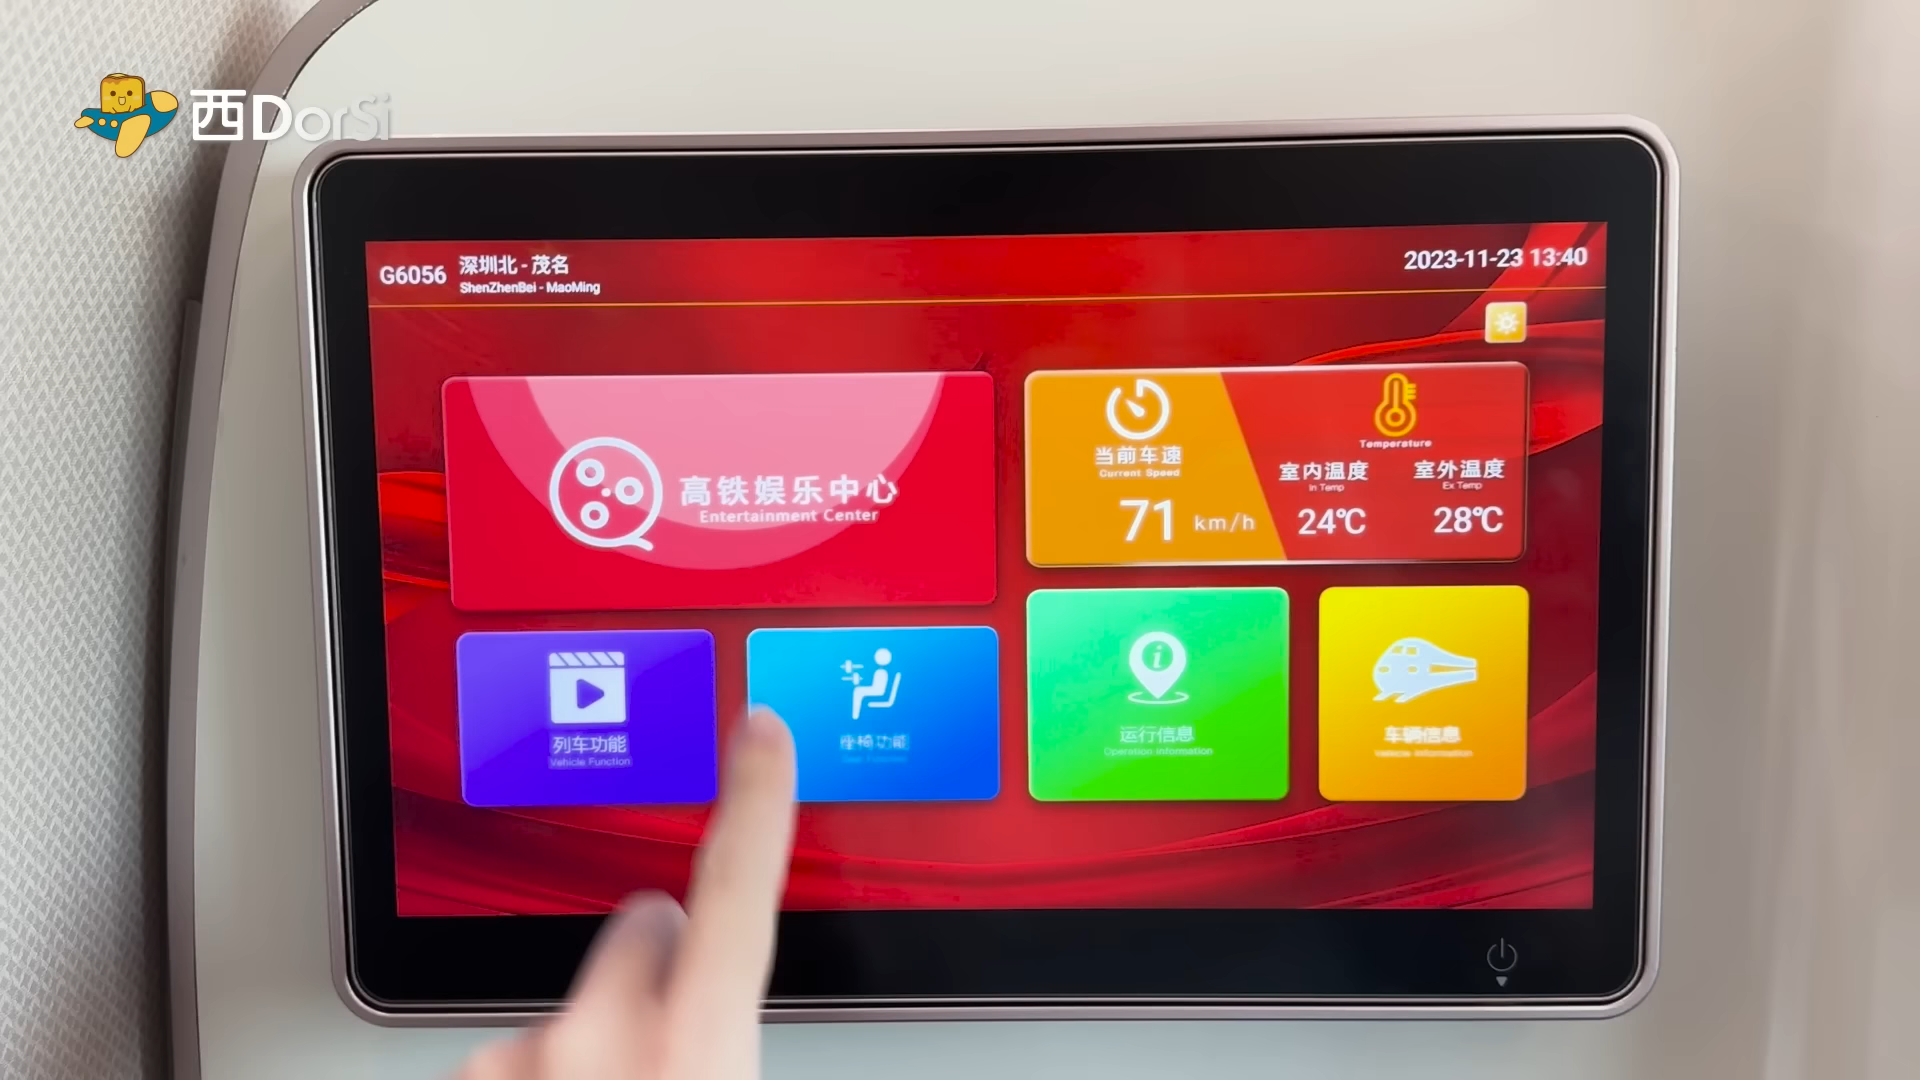 西DorSi
G6056
深圳北 - 茂名
ShenZhenBei - MaoMing
2023-11-23 13:40
高铁娱乐中心
Entertainment Center
当前车速
Current Speed
71 km/h
Temperature
室内温度
In Temp
24℃
室外温度
Ex Temp
28℃
列车功能
Vehicle Function
座椅功能
运行信息
Operation Information
车辆信息
Vehicle Information